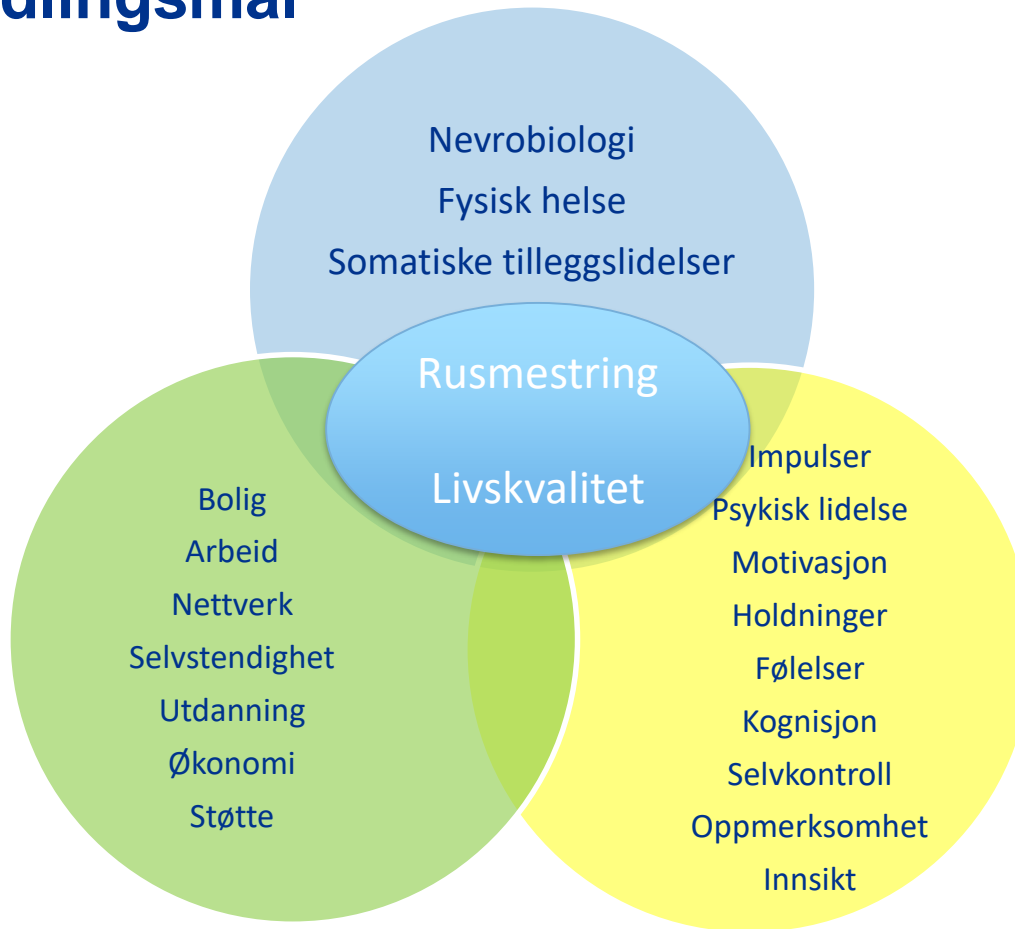 dlingsmål
Nevrobiologi
Fysisk helse
Somatiske tilleggslidelser
Rusmestring
Livskvalitet
Bolig
Arbeid
Nettverk
Selvstendighet
Utdanning
Økonomi
Støtte
Impulser
Psykisk lidelse
Motivasjon
Holdninger
Følelser
Kognisjon
Selvkontroll
Oppmerksomhet
Innsikt